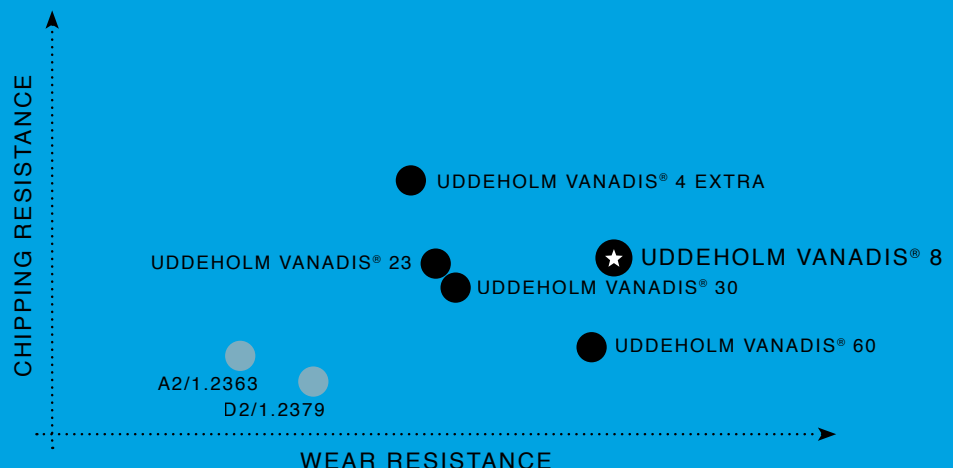 CHIPPING RESISTANCE
UDDEHOLM VANADIS® 4 EXTRA
UDDEHOLM VANADIS® 23
UDDEHOLM VANADIS® 8
UDDEHOLM VANADIS® 30
UDDEHOLM VANADIS® 60
A2/1.2363
D2/1.2379
WEAR RESISTANCE